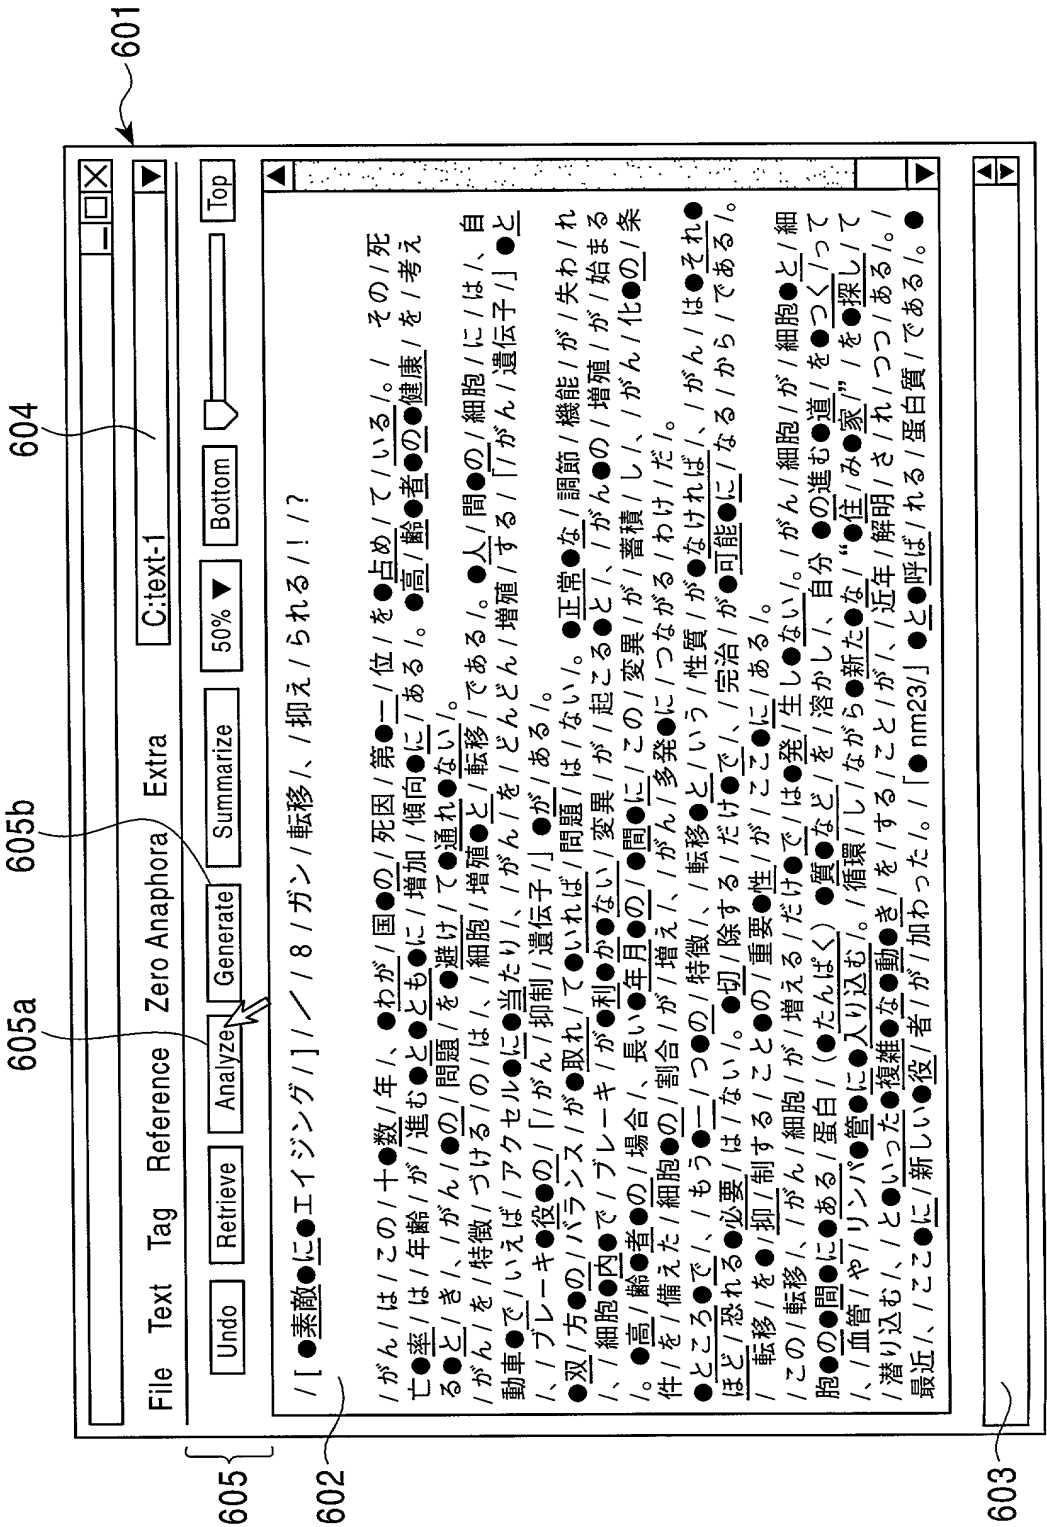 601
604
605b
605a
C:text-1
File Text Tag Reference Zero Anaphora Extra
Undo Retrieve Analyze Generate Summarize 50% ▼ Bottom Top
605
602
/ [ ●素敵●に●エイジング/ ] / ／ / 8 / ガン / 転移/、/ 抑え / られる / ! / ?
/がん / は / この / 十●数 / 年 /、●わが / 国●の / 死因 / 第●一 / 位 / を●占め / て / いる /。/ その / 死
亡●率 / は / 年齢 / が / 進む●と●とも●に / 増加 / 傾向●に / ある /。●高 / 齢●者●の●健康 / を / 考え
る●と / き /、/ がん / ●の / 問題 / を●避け / て●通れ●ない /。
/がん / を / 特徴 / づける / の / は /、/ 細胞 / 増殖●と / 転移 / である /。●人 / 間●の / 細胞 / に / は /、自
動車●で / いえば / アクセル●に●当たり /、/ がん / を / どんどん / 増殖 / する / 「 / がん / 遺伝子 / 」●と
/、/ ブレーキ●役●の / 「 / がん / 抑制 / 遺伝子 / 」●が / ある /。
●双 / 方●の / バランス / が●取れ / て●いれば / 問題 / は / ない /。●正常●な / 調節 / 機能 / が / 失わ / れ
/、/ 細胞●内●で / ブレーキ / が●利●か●ない / 変異 / が / 起こる●と /、/ がん●の / 増殖 / が / 始まる
/。●高 / 齢●者●の / 場合 /、長い●年月●の / ●間●に / この / 変異 / が / 蓄積 / し /、/ がん / 化●の / 条
件 / を / 備えた / 細胞●の / 割合 / が / 増え /、/ がん / 多発●に / つながる / わけ / だ /。
●ところ●で /、/ もう●一 / つ●の / 特徴 /、/ 転移●と / いう / 性質 / が●なければ /、/ がん / は●それ●
ほど / 恐れる●必要 / は / ない /。●切 / 除する / だけ●で /、/ 完治 / が●可能●に / なる / から / である /。
/ 転移 / を● / 抑 / 制する / こと●の / 重要●性 / が / ここ●に / ある /。
/ この / 転移 /、/ がん / 細胞 / が / 増える / だけ●で / は●発 / 生し●ない /。/ がん / 細胞 / が / 細胞●と / 細
胞●の●間●に●ある / 蛋白 / (●たんぱく) ●質●など / を / 溶かし /、自分 ●の進む●道 / を●つく / って
/、/ 血管 / や / リンパ●管●に●入り込む /。/ 循環 / し / ながら●新た●な / “●住 / み●家 / ” / を●探し / て
/ 潜り込む /、/ と●いった●複雑●な●動●き / を / する / こと / が /、/ 近年 / 解明 / さ / れ / つつ / ある /。/
最近 /、/ ここ●に / 新しい●役 / 者 / が / 加わった /。/ 「●nm23/」●と●呼ば / れる / 蛋白質 / である /。●
603